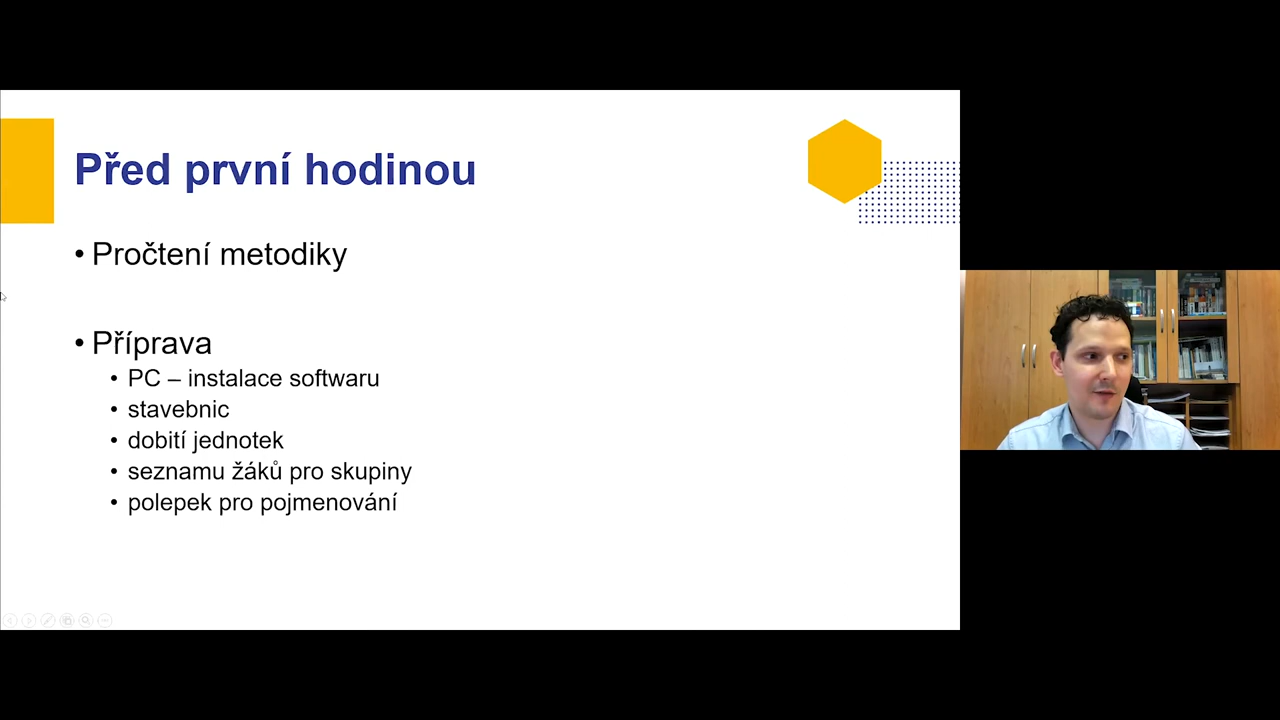 Před první hodinou
• Pročtení metodiky
• Příprava
• PC – instalace softwaru
• stavebnic
• dobití jednotek
• seznamu žáků pro skupiny
• polepek pro pojmenování